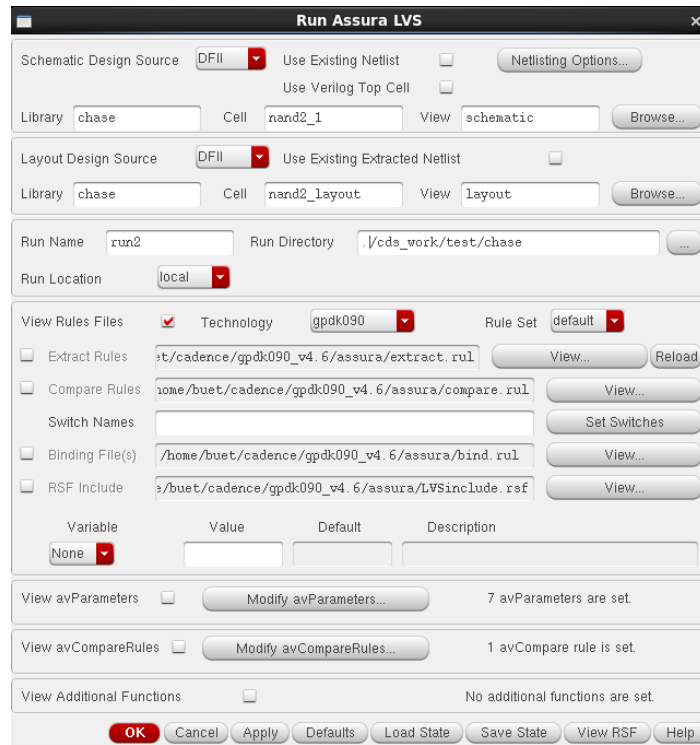 Run Assura LVS
Schematic Design Source DFII Use Existing Netlist Netlisting Options...
Use Verilog Top Cell
Library chase Cell nand2_1 View schematic Browse...
Layout Design Source DFII Use Existing Extracted Netlist
Library chase Cell nand2_layout View layout Browse...
Run Name run2 Run Directory ./cds_work/test/chase ...
Run Location local
View Rules Files Technology gpdk090 Rule Set default
Extract Rules et/cadence/gpdk090_v4.6/assura/extract.rul View... Reload
Compare Rules home/buet/cadence/gpdk090_v4.6/assura/compare.rul View...
Switch Names Set Switches
Binding File(s) /home/buet/cadence/gpdk090_v4.6/assura/bind.rul View...
RSF Include e/buet/cadence/gpdk090_v4.6/assura/LVSinclude.rsf View...
Variable Value Default Description
None
View avParameters Modify avParameters... 7 avParameters are set.
View avCompareRules Modify avCompareRules... 1 avCompare rule is set.
View Additional Functions No additional functions are set.
OK Cancel Apply Defaults Load State Save State View RSF Help